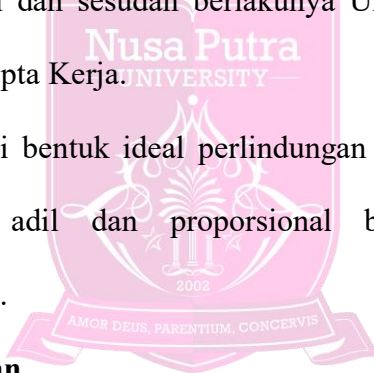 dan sesudah berlakunya
Nusa Putra
UNIVERSITY
pta Kerja.
i bentuk ideal perlindungan
adil dan proporsional b
2002
.
AMOR DEUS, PARENTIUM, CONCERVIS
an